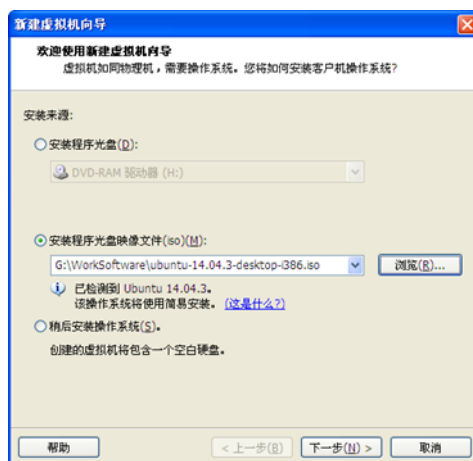 新建虚拟机向导
欢迎使用新建虚拟机向导
虚拟机如同物理机，需要操作系统。您将如何安装客户机操作系统?
安装来源:
安装程序光盘(D):
DVD-RAM 驱动器 (H:)
安装程序光盘映像文件(iso)(M):
G:\WorkSoftware\ubuntu-14.04.3-desktop-i386.iso
浏览(R)...
已检测到 Ubuntu 14.04.3。
该操作系统将使用简易安装。 (这是什么?)
稍后安装操作系统(S)。
创建的虚拟机将包含一个空白硬盘。
帮助
< 上一步(B)
下一步(N) >
取消